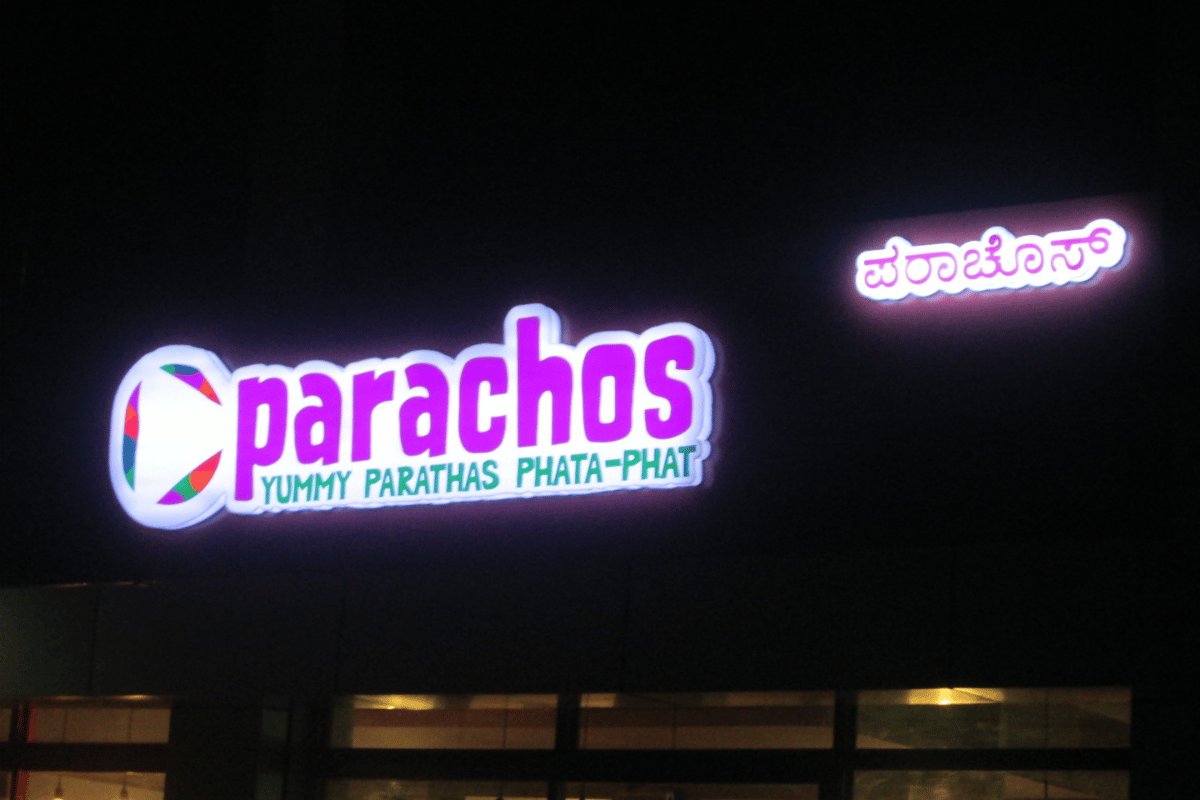 parachos
YUMMY PARATHAS PHATA-PHAT
ಪರಾಚೊಸ್